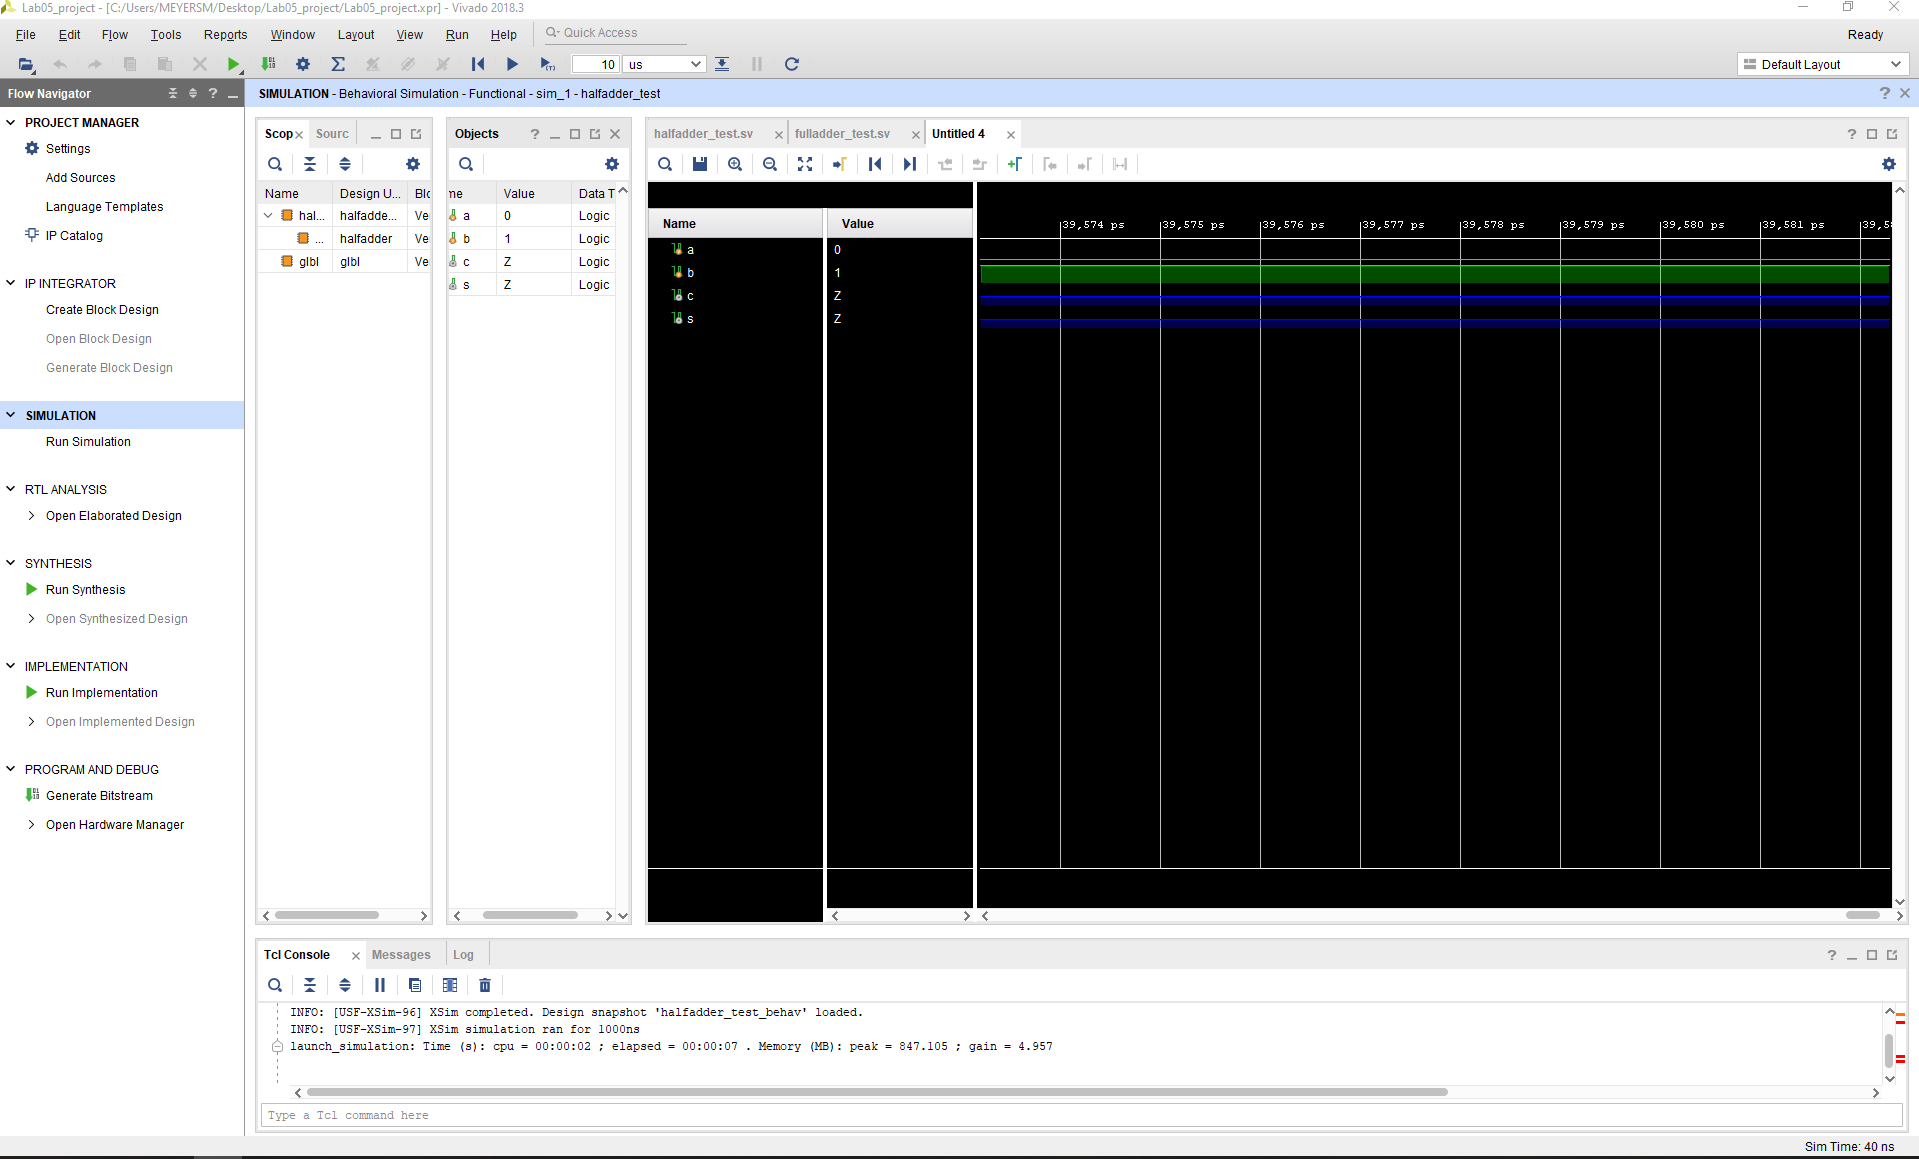 Lab05_project - [C:/Users/MEYERSM/Desktop/Lab05_project/Lab05_project.xpr] - Vivado 2018.3
File Edit Flow Tools Reports Window Layout View Run Help Quick Access Ready
10 us Default Layout
Flow Navigator
SIMULATION - Behavioral Simulation - Functional - sim_1 - halfadder_test
PROJECT MANAGER
Settings
Add Sources
Language Templates
IP Catalog
IP INTEGRATOR
Create Block Design
Open Block Design
Generate Block Design
SIMULATION
Run Simulation
RTL ANALYSIS
Open Elaborated Design
SYNTHESIS
Run Synthesis
Open Synthesized Design
IMPLEMENTATION
Run Implementation
Open Implemented Design
PROGRAM AND DEBUG
Generate Bitstream
Open Hardware Manager
Scop Sourc
Name Design U... Blc
hal... halfadde... Ve
... halfadder Ve
glbl glbl Ve
Objects
me Value Data T
a 0 Logic
b 1 Logic
c Z Logic
s Z Logic
halfadder_test.sv fulladder_test.sv Untitled 4
Name Value
39,574 ps 39,575 ps 39,576 ps 39,577 ps 39,578 ps 39,579 ps 39,580 ps 39,581 ps 39,5
a 0
b 1
c Z
s Z
Tcl Console Messages Log
INFO: [USF-XSim-96] XSim completed. Design snapshot 'halfadder_test_behav' loaded.
INFO: [USF-XSim-97] XSim simulation ran for 1000ns
launch_simulation: Time (s): cpu = 00:00:02 ; elapsed = 00:00:07 . Memory (MB): peak = 847.105 ; gain = 4.957
Type a Tcl command here
Sim Time: 40 ns